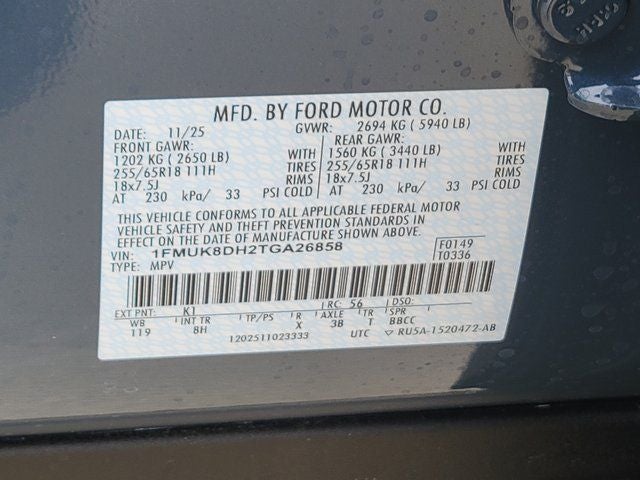 MFD. BY FORD MOTOR CO.
DATE: 11/25 GVWR: 2694 KG ( 5940 LB)
FRONT GAWR: REAR GAWR:
1202 KG ( 2650 LB) WITH 1560 KG ( 3440 LB) WITH
255/65R18 111H TIRES 255/65R18 111H TIRES
18x7.5J RIMS 18x7.5J RIMS
AT 230 kPa/ 33 PSI COLD AT 230 kPa/ 33 PSI COLD
THIS VEHICLE CONFORMS TO ALL APPLICABLE FEDERAL MOTOR
VEHICLE SAFETY AND THEFT PREVENTION STANDARDS IN
EFFECT ON THE DATE OF MANUFACTURE SHOWN ABOVE.
VIN: 1FMUK8DH2TGA26858 F0149
TYPE: MPV T0336
EXT PNT: K1 RC: 56 DSO:
WB INT TR TP/PS R AXLE TR SPR
119 8H X 3B T BBCC
1202511023333 UTC RU5A-1520472-AB